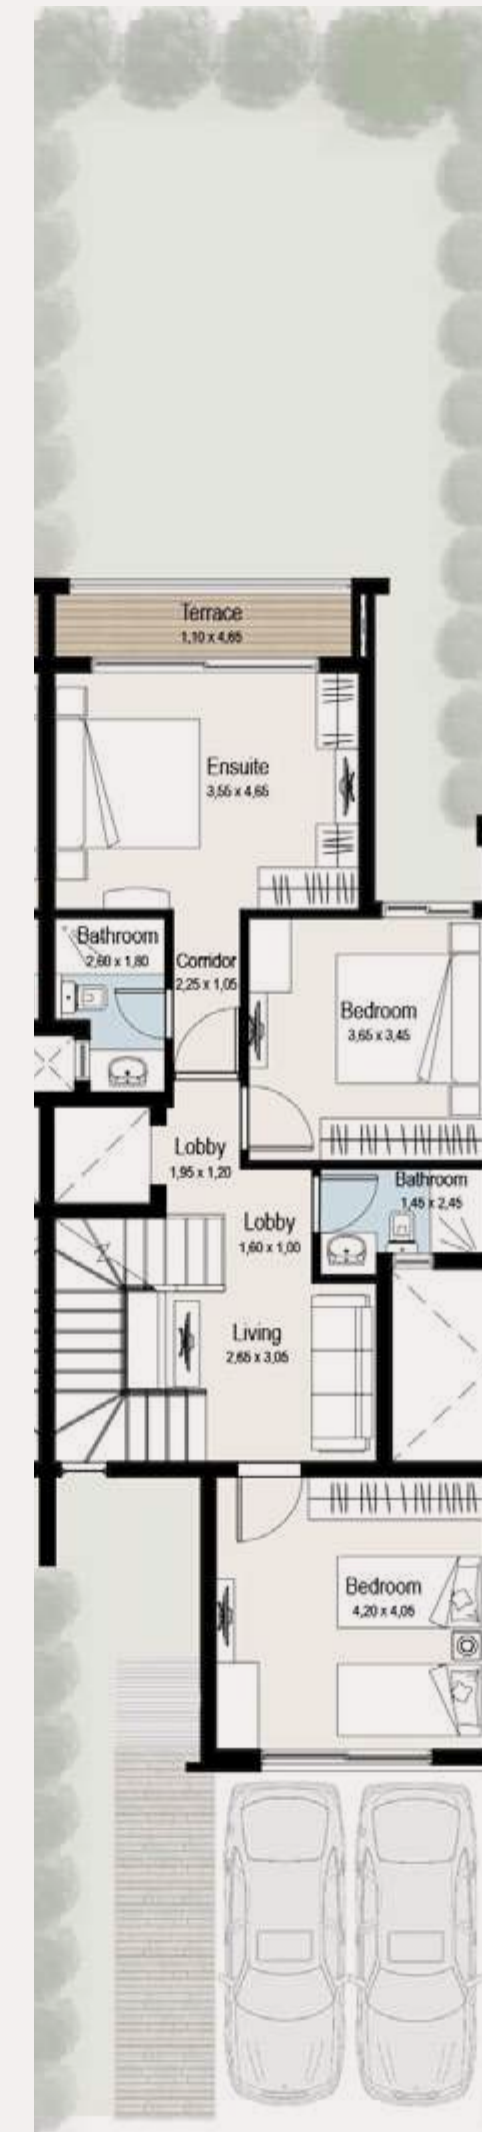 Terrace
1,10 x 4,65
Ensuite
3,55 x 4,65
Bathroom
2,60 x 1,80
Corridor
2,25 x 1,05
Bedroom
3,65 x 3,45
Lobby
1,95 x 1,20
Bathroom
1,45 x 2,45
Lobby
1,60 x 1,00
Living
2,65 x 3,05
Bedroom
4,20 x 4,05